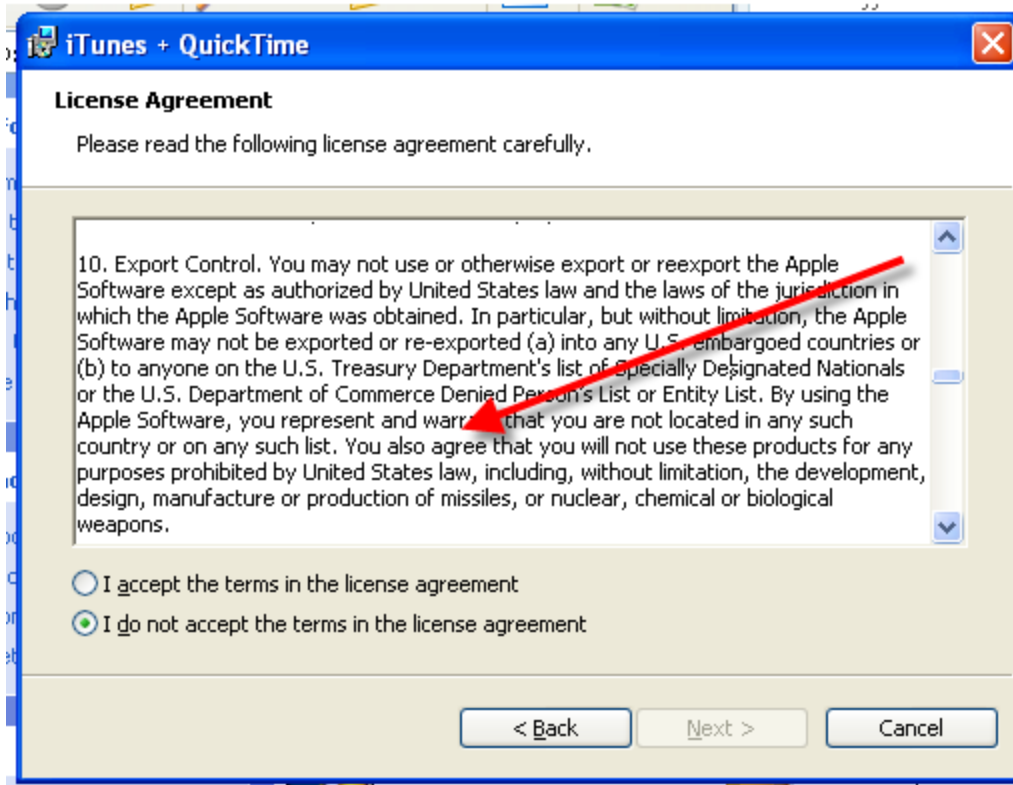 iTunes + QuickTime
License Agreement
Please read the following license agreement carefully.
10. Export Control. You may not use or otherwise export or reexport the Apple
Software except as authorized by United States law and the laws of the jurisdiction in
which the Apple Software was obtained. In particular, but without limitation, the Apple
Software may not be exported or re-exported (a) into any U.S. embargoed countries or
(b) to anyone on the U.S. Treasury Department's list of Specially Designated Nationals
or the U.S. Department of Commerce Denied Person's List or Entity List. By using the
Apple Software, you represent and warrant that you are not located in any such
country or on any such list. You also agree that you will not use these products for any
purposes prohibited by United States law, including, without limitation, the development,
design, manufacture or production of missiles, or nuclear, chemical or biological
weapons.
I accept the terms in the license agreement
I do not accept the terms in the license agreement
< Back
Next >
Cancel